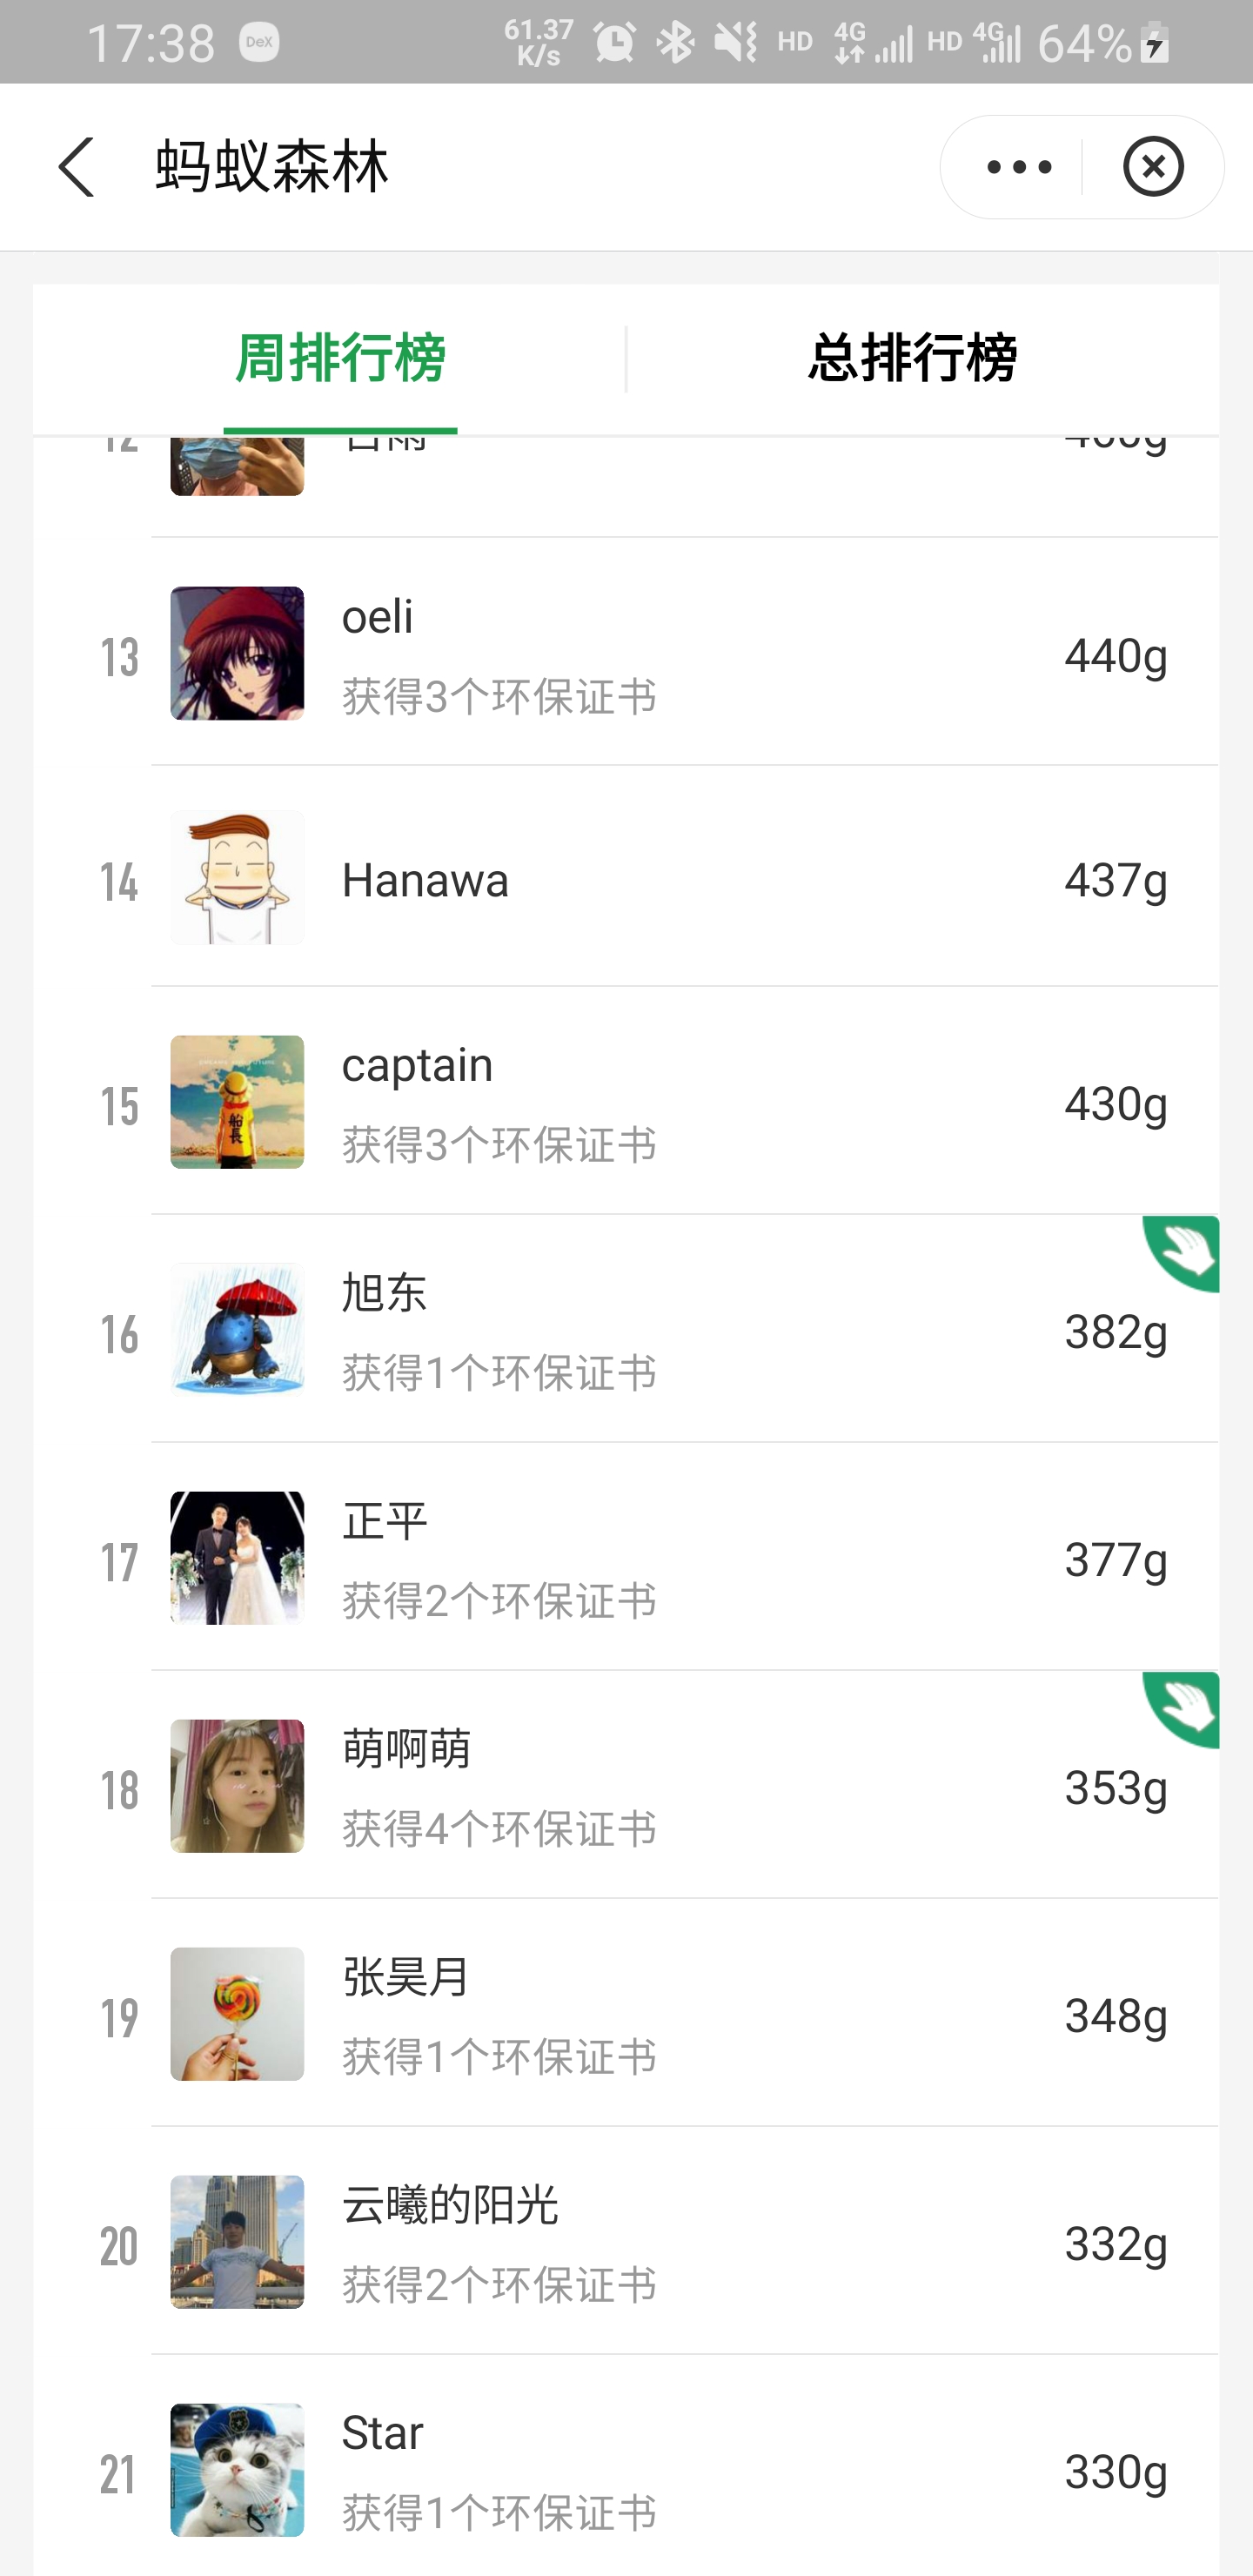 17:38 DeX 61.37 K/s HD 4G HD 4G 64%
蚂蚁森林
周排行榜 总排行榜
12
13 oeli 440g
获得3个环保证书
14 Hanawa 437g
15 captain 430g
获得3个环保证书
船長
16 旭东 382g
获得1个环保证书
17 正平 377g
获得2个环保证书
18 萌啊萌 353g
获得4个环保证书
19 张昊月 348g
获得1个环保证书
20 云曦的阳光 332g
获得2个环保证书
21 Star 330g
获得1个环保证书